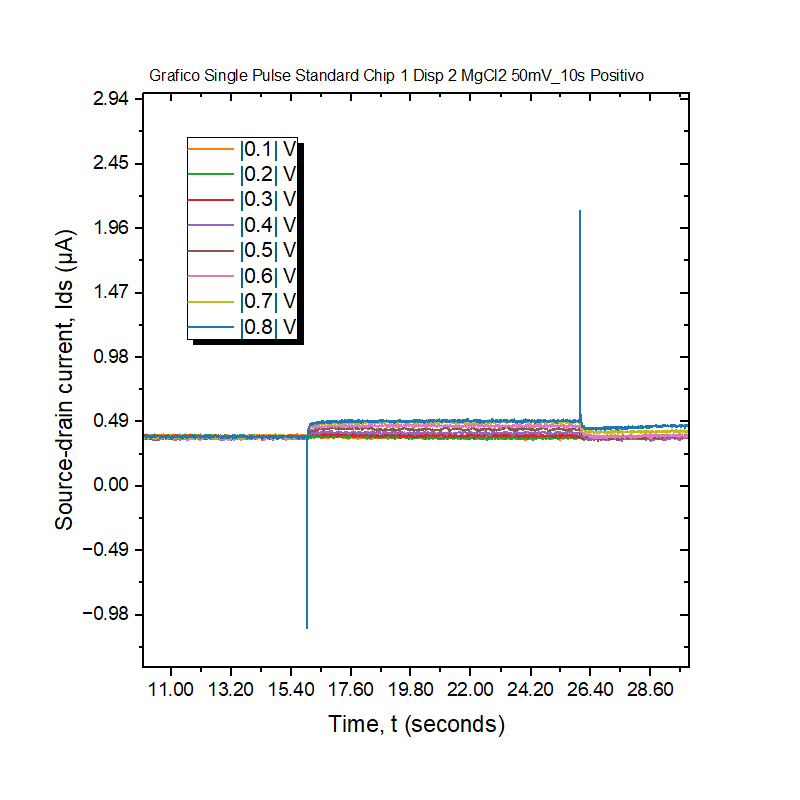 Grafico Single Pulse Standard Chip 1 Disp 2 MgCl2 50mV_10s Positivo
2.94
2.45
1.96
1.47
0.98
0.49
0.00
−0.49
−0.98
Source-drain current, Ids (µA)
|0.1| V
|0.2| V
|0.3| V
|0.4| V
|0.5| V
|0.6| V
|0.7| V
|0.8| V
11.00 13.20 15.40 17.60 19.80 22.00 24.20 26.40 28.60
Time, t (seconds)